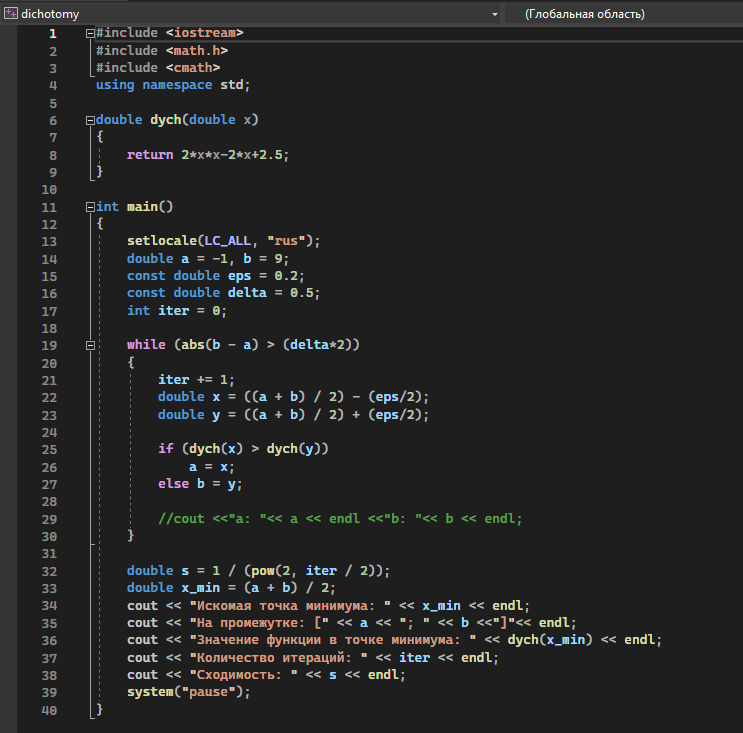 dichotomy (Глобальная область)
1 #include <iostream>
2 #include <math.h>
3 #include <cmath>
4 using namespace std;
5
6 double dych(double x)
7 {
8 return 2*x*x-2*x+2.5;
9 }
10
11 int main()
12 {
13 setlocale(LC_ALL, "rus");
14 double a = -1, b = 9;
15 const double eps = 0.2;
16 const double delta = 0.5;
17 int iter = 0;
18
19 while (abs(b - a) > (delta*2))
20 {
21 iter += 1;
22 double x = ((a + b) / 2) - (eps/2);
23 double y = ((a + b) / 2) + (eps/2);
24
25 if (dych(x) > dych(y))
26 a = x;
27 else b = y;
28
29 //cout <<"a: "<< a << endl <<"b: "<< b << endl;
30 }
31
32 double s = 1 / (pow(2, iter / 2));
33 double x_min = (a + b) / 2;
34 cout << "Искомая точка минимума: " << x_min << endl;
35 cout << "На промежутке: [" << a << "; " << b <<"]"<< endl;
36 cout << "Значение функции в точке минимума: " << dych(x_min) << endl;
37 cout << "Количество итераций: " << iter << endl;
38 cout << "Сходимость: " << s << endl;
39 system("pause");
40 }